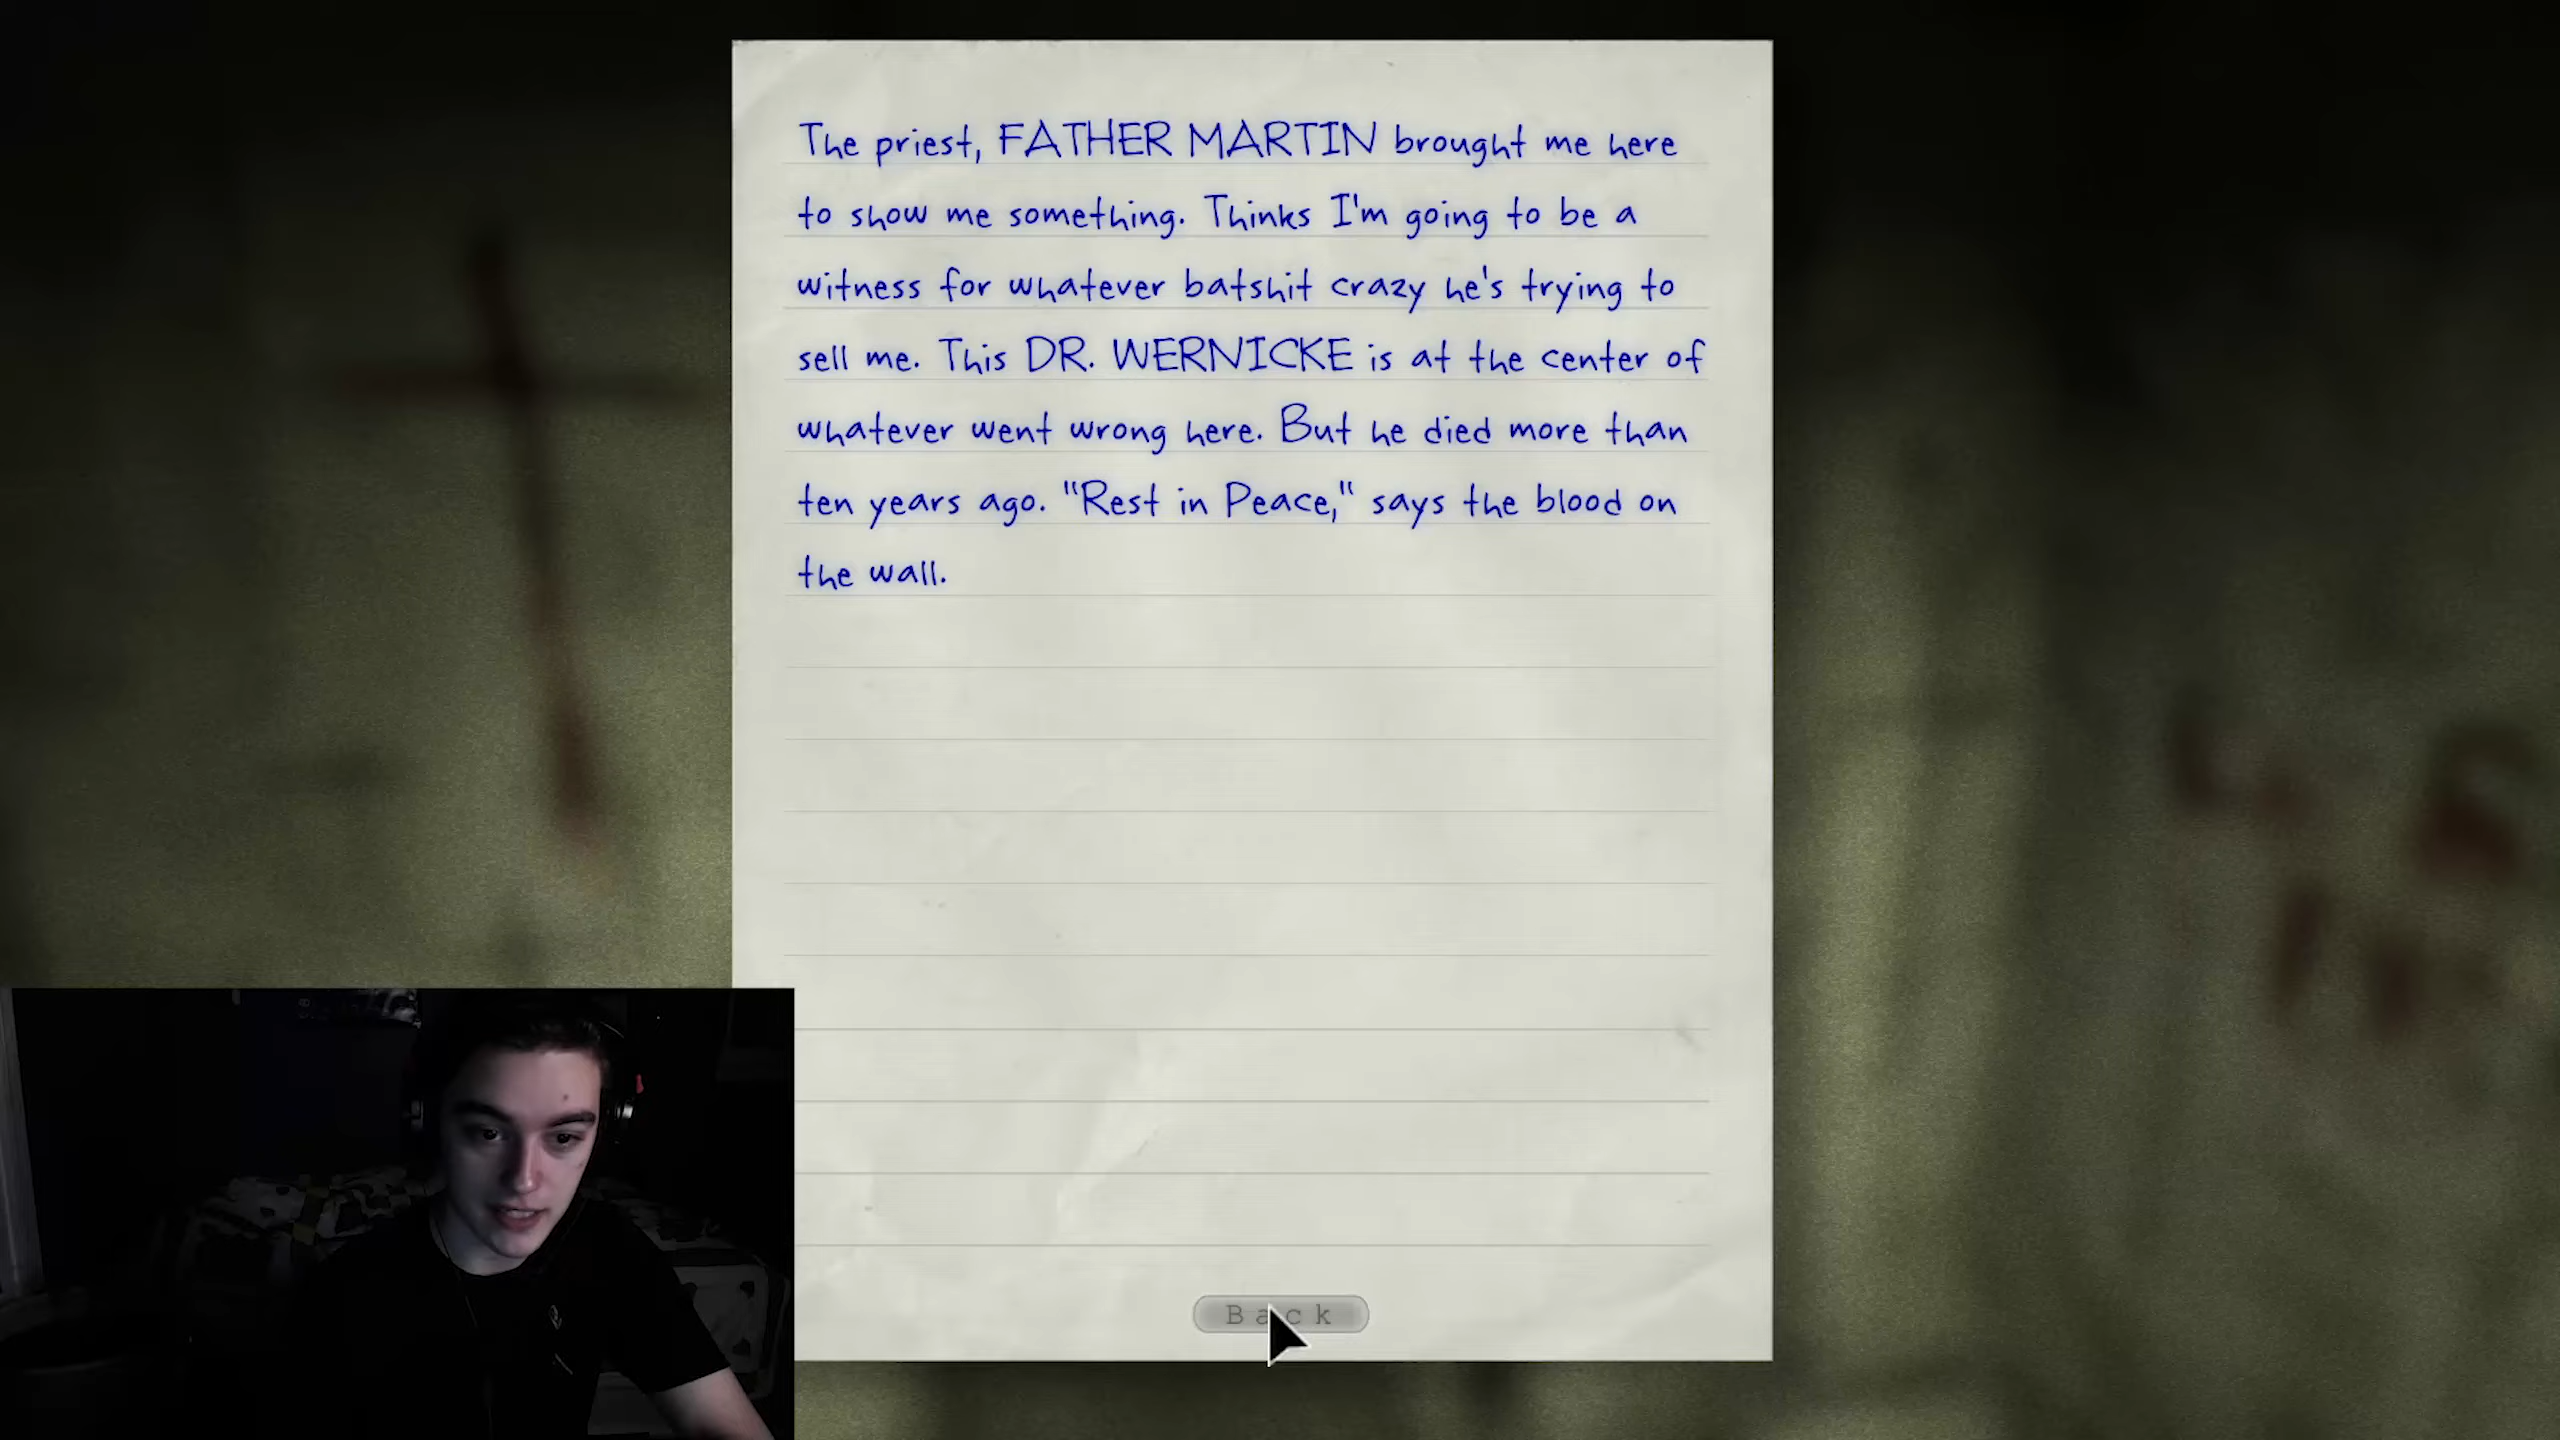 The priest, FATHER MARTIN brought me here
to show me something. Thinks I'm going to be a
witness for whatever batshit crazy he's trying to
sell me. This DR. WERNICKE is at the center of
whatever went wrong here. But he died more than
ten years ago. "Rest in Peace," says the blood on
the wall.
Back